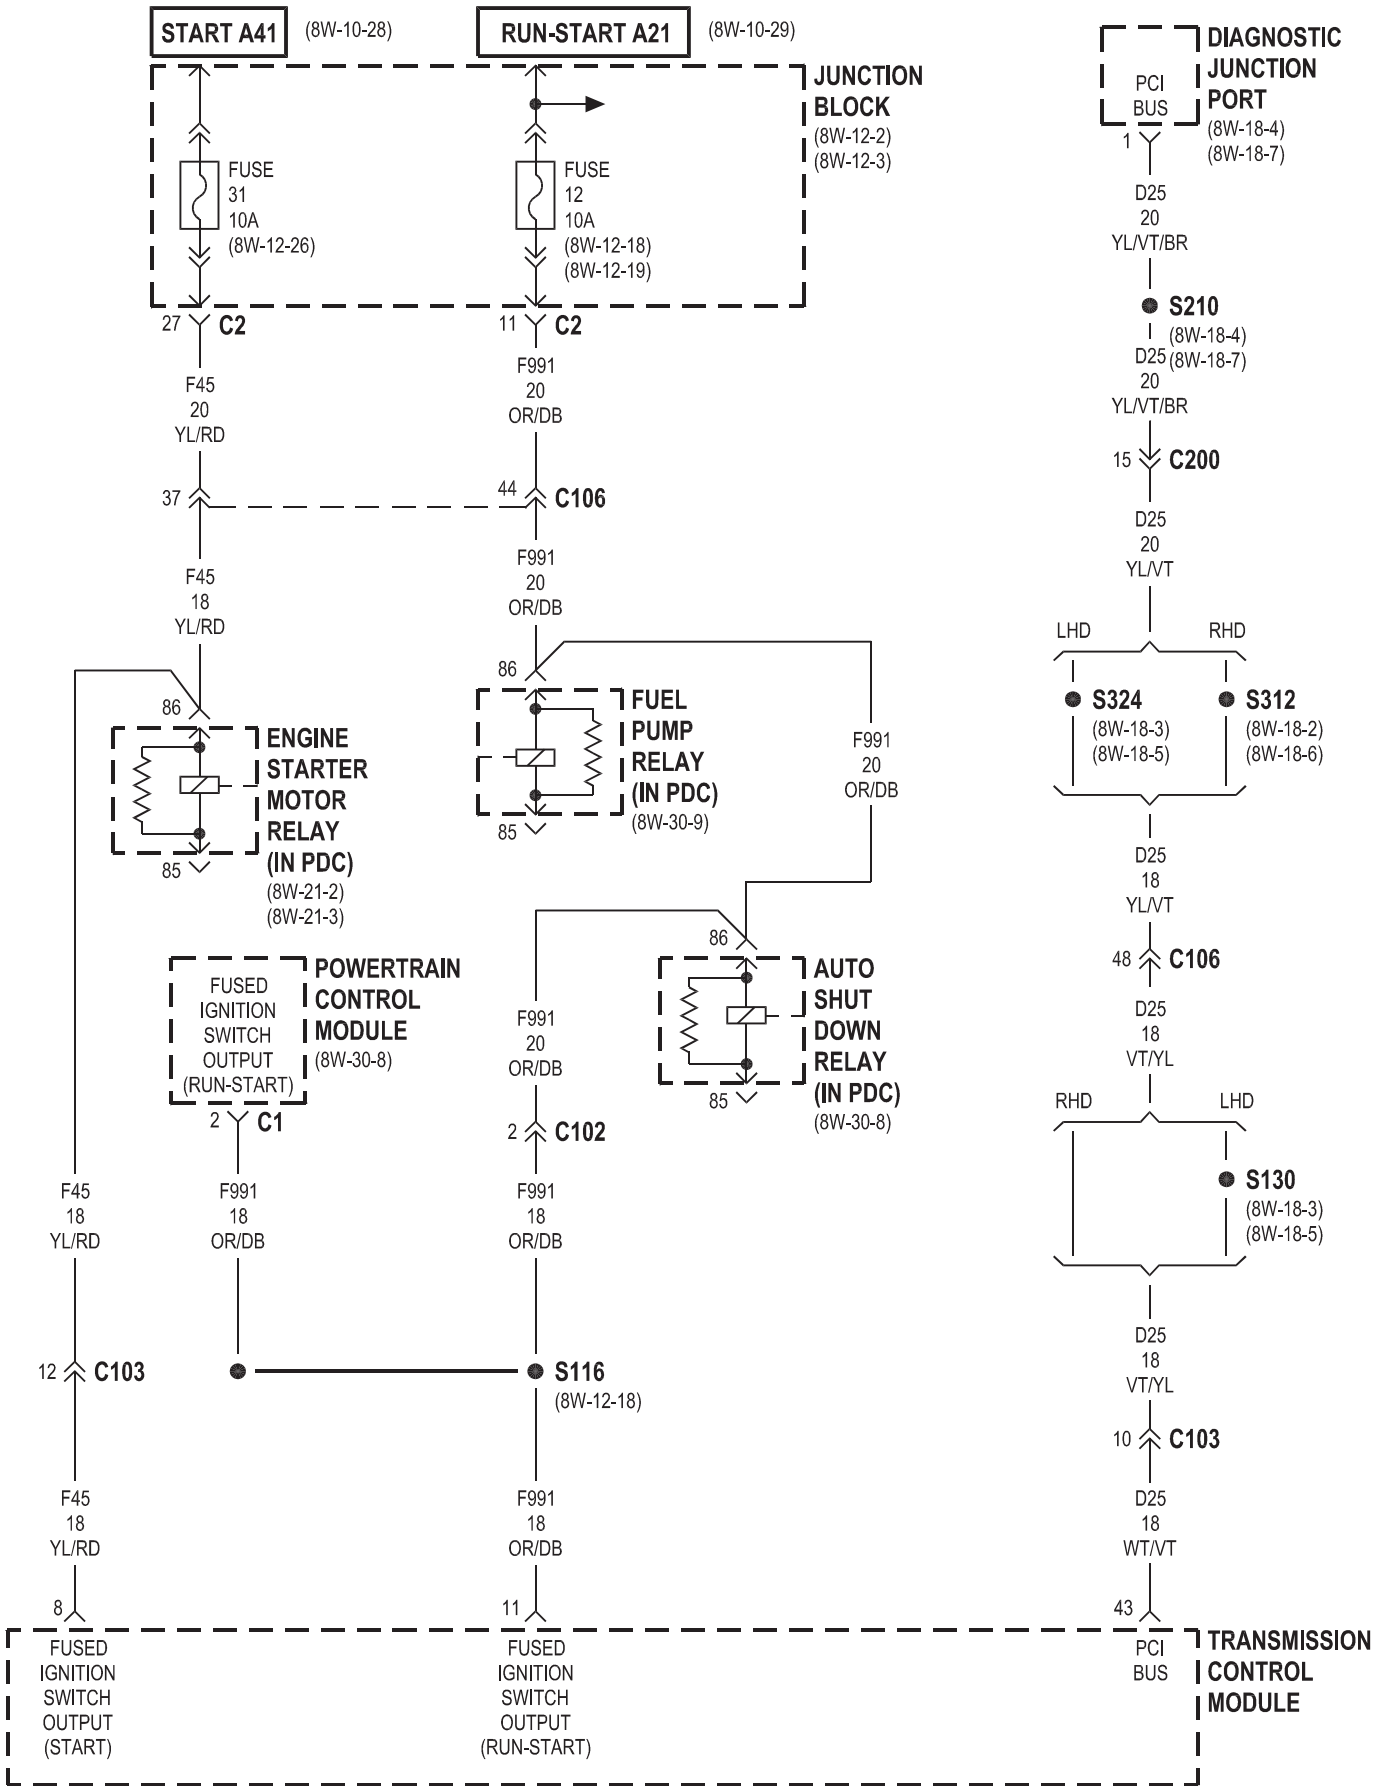 START A41
(8W-10-28)
RUN-START A21
(8W-10-29)
JUNCTION
BLOCK
(8W-12-2)
(8W-12-3)
FUSE
31
10A
(8W-12-26)
FUSE
12
10A
(8W-12-18)
(8W-12-19)
27
C2
11
C2
F45
20
YL/RD
F991
20
OR/DB
37
44
C106
F45
18
YL/RD
F991
20
OR/DB
86
ENGINE
STARTER
MOTOR
RELAY
(IN PDC)
(8W-21-2)
(8W-21-3)
85
86
FUEL
PUMP
RELAY
(IN PDC)
(8W-30-9)
85
F991
20
OR/DB
86
AUTO
SHUT
DOWN
RELAY
(IN PDC)
(8W-30-8)
85
FUSED
IGNITION
SWITCH
OUTPUT
(RUN-START)
POWERTRAIN
CONTROL
MODULE
(8W-30-8)
2
C1
F991
20
OR/DB
2
C102
F45
18
YL/RD
F991
18
OR/DB
F991
18
OR/DB
12
C103
S116
(8W-12-18)
F45
18
YL/RD
F991
18
OR/DB
8
11
FUSED
IGNITION
SWITCH
OUTPUT
(START)
FUSED
IGNITION
SWITCH
OUTPUT
(RUN-START)
PCI
BUS
DIAGNOSTIC
JUNCTION
PORT
(8W-18-4)
(8W-18-7)
1
D25
20
YL/VT/BR
S210
(8W-18-4)
(8W-18-7)
D25
20
YL/VT/BR
15
C200
D25
20
YL/VT
LHD
RHD
S324
(8W-18-3)
(8W-18-5)
S312
(8W-18-2)
(8W-18-6)
D25
18
YL/VT
48
C106
D25
18
VT/YL
RHD
LHD
S130
(8W-18-3)
(8W-18-5)
D25
18
VT/YL
10
C103
D25
18
WT/VT
43
PCI
BUS
TRANSMISSION
CONTROL
MODULE